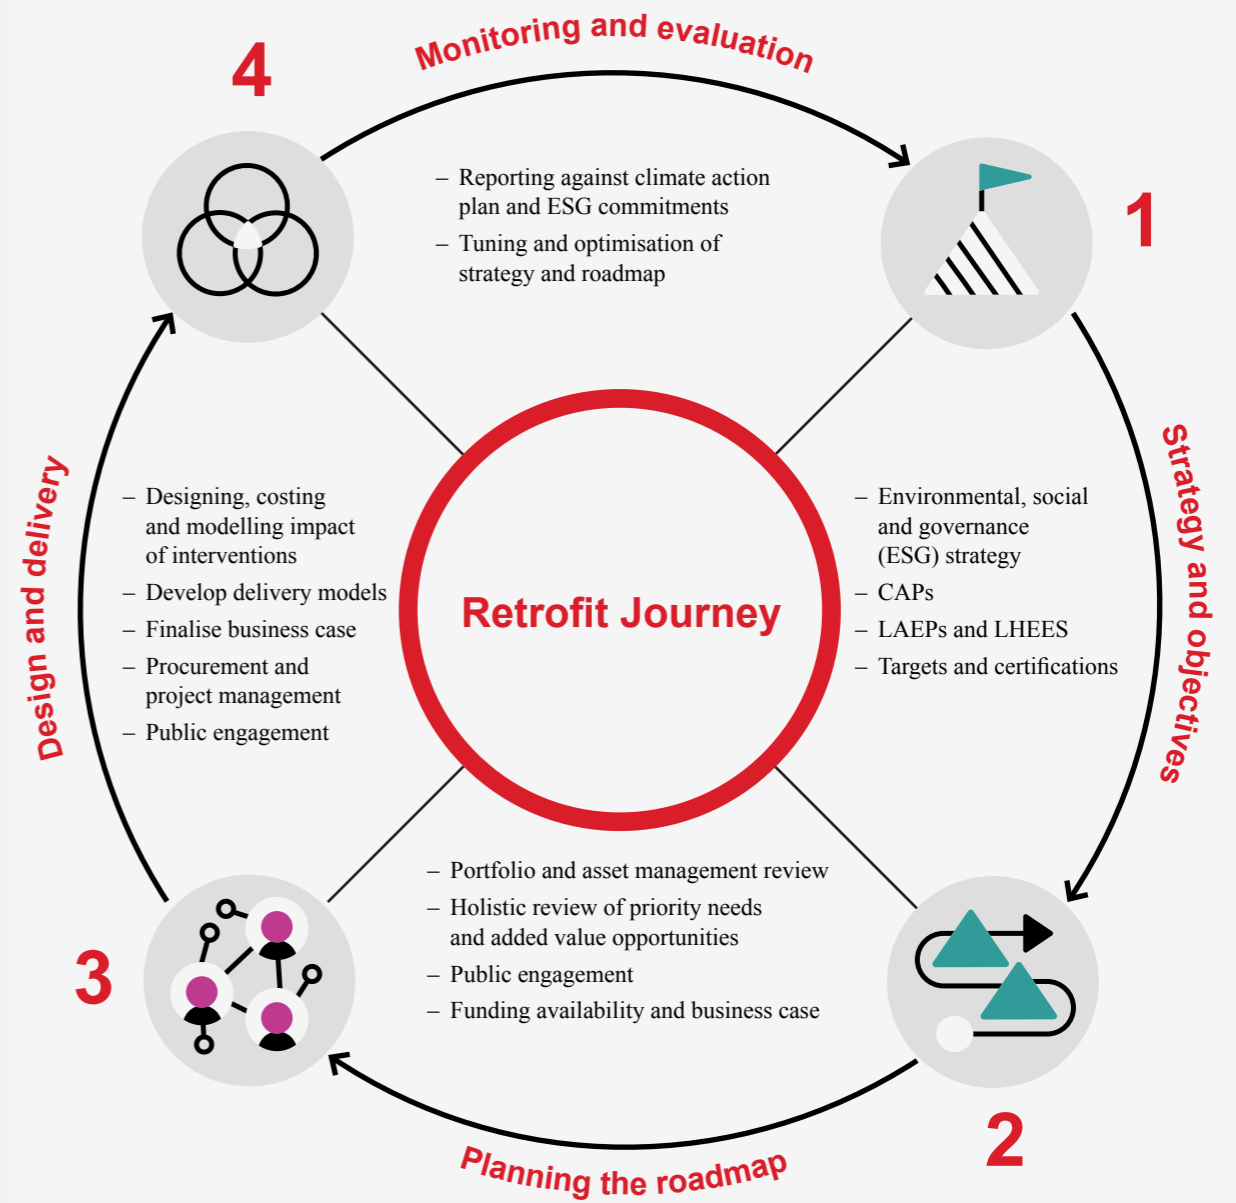 Monitoring and evaluation
4
– Reporting against climate action
plan and ESG commitments
– Tuning and optimisation of
strategy and roadmap
1
Strategy and objectives
– Environmental, social
and governance
(ESG) strategy
– CAPs
– LAEPs and LHEES
– Targets and certifications
Retrofit Journey
Design and delivery
– Designing, costing
and modelling impact
of interventions
– Develop delivery models
– Finalise business case
– Procurement and
project management
– Public engagement
– Portfolio and asset management review
– Holistic review of priority needs
and added value opportunities
– Public engagement
– Funding availability and business case
3
2
Planning the roadmap